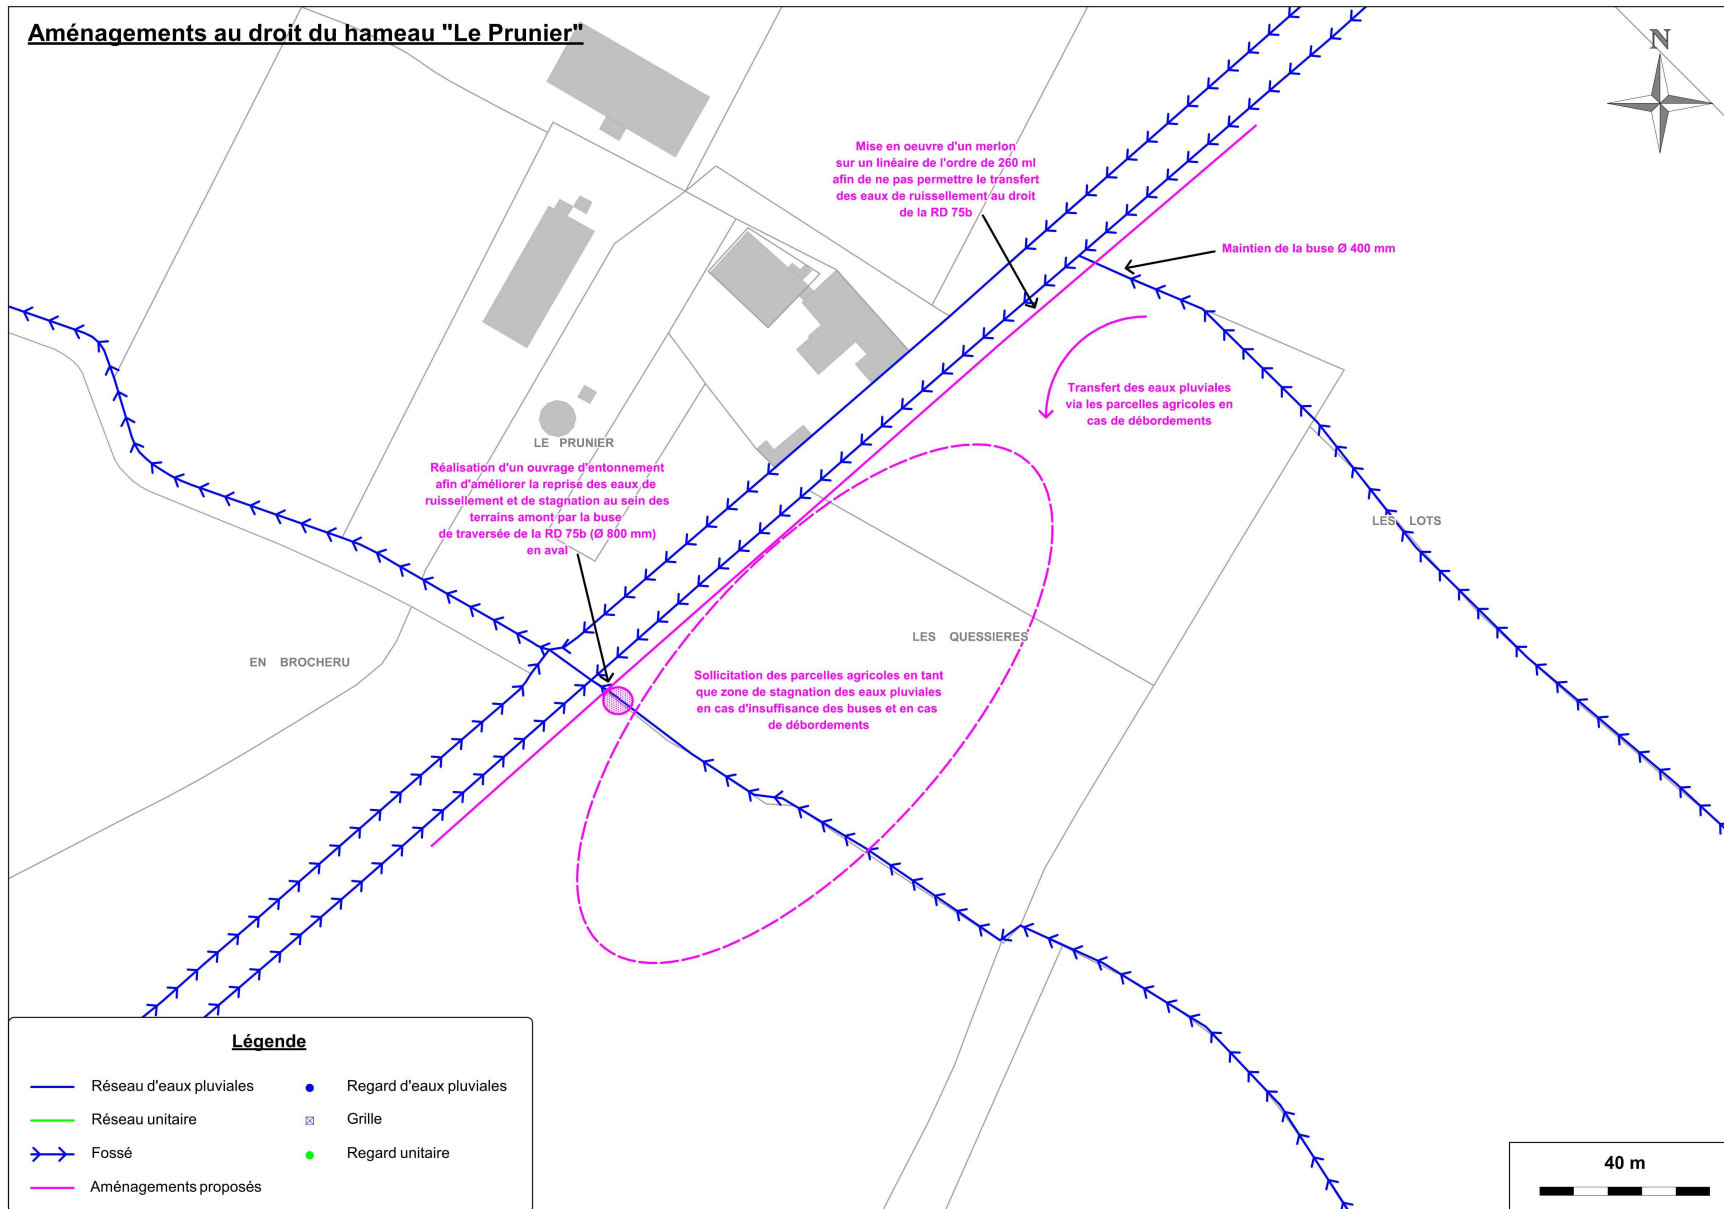 Aménagements au droit du hameau "Le Prunier"
N
Mise en oeuvre d'un merlon
sur un linéaire de l'ordre de 260 ml
afin de ne pas permettre le transfert
des eaux de ruissellement au droit
de la RD 75b
Maintien de la buse Ø 400 mm
Transfert des eaux pluviales
via les parcelles agricoles en
cas de débordements
LE PRUNIER
Réalisation d'un ouvrage d'entonnement
afin d'améliorer la reprise des eaux de
ruissellement et de stagnation au sein des
terrains amont par la buse
de traversée de la RD 75b (Ø 800 mm)
en aval
LES LOTS
LES QUESSIERES
EN BROCHERU
Sollicitation des parcelles agricoles en tant
que zone de stagnation des eaux pluviales
en cas d'insuffisance des buses et en cas
de débordements
Légende
Réseau d'eaux pluviales
Réseau unitaire
Fossé
Aménagements proposés
Regard d'eaux pluviales
Grille
Regard unitaire
40 m